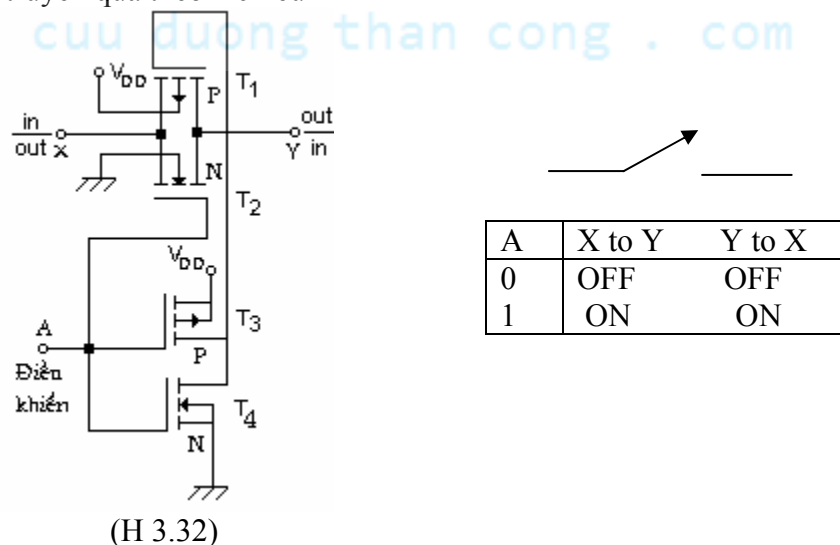 cuu duong than cong . com
VDD
T1
P
in
out X
out
Y in
N
T2
VDD
A
Điều
khiển
T3
P
T4
N
A X to Y Y to X
0 OFF OFF
1 ON ON
(H 3.32)